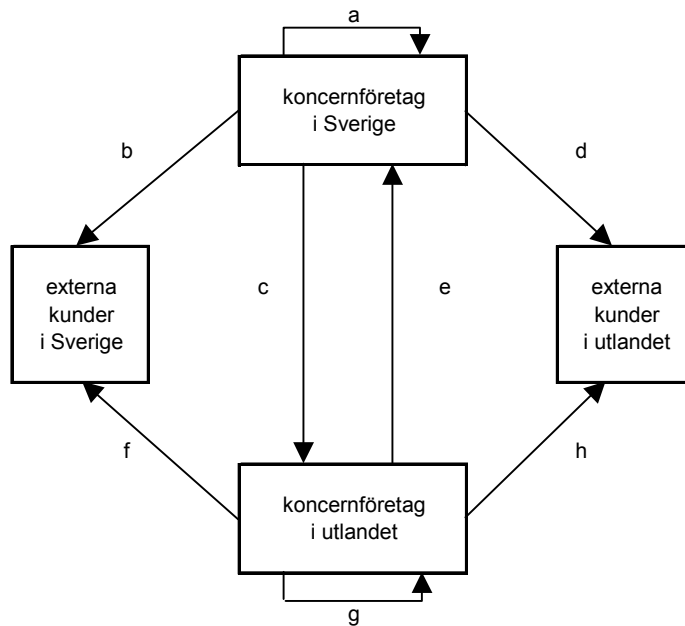 a
koncernföretag
i Sverige
b
d
externa
kunder
i Sverige
c
e
externa
kunder
i utlandet
f
h
koncernföretag
i utlandet
g